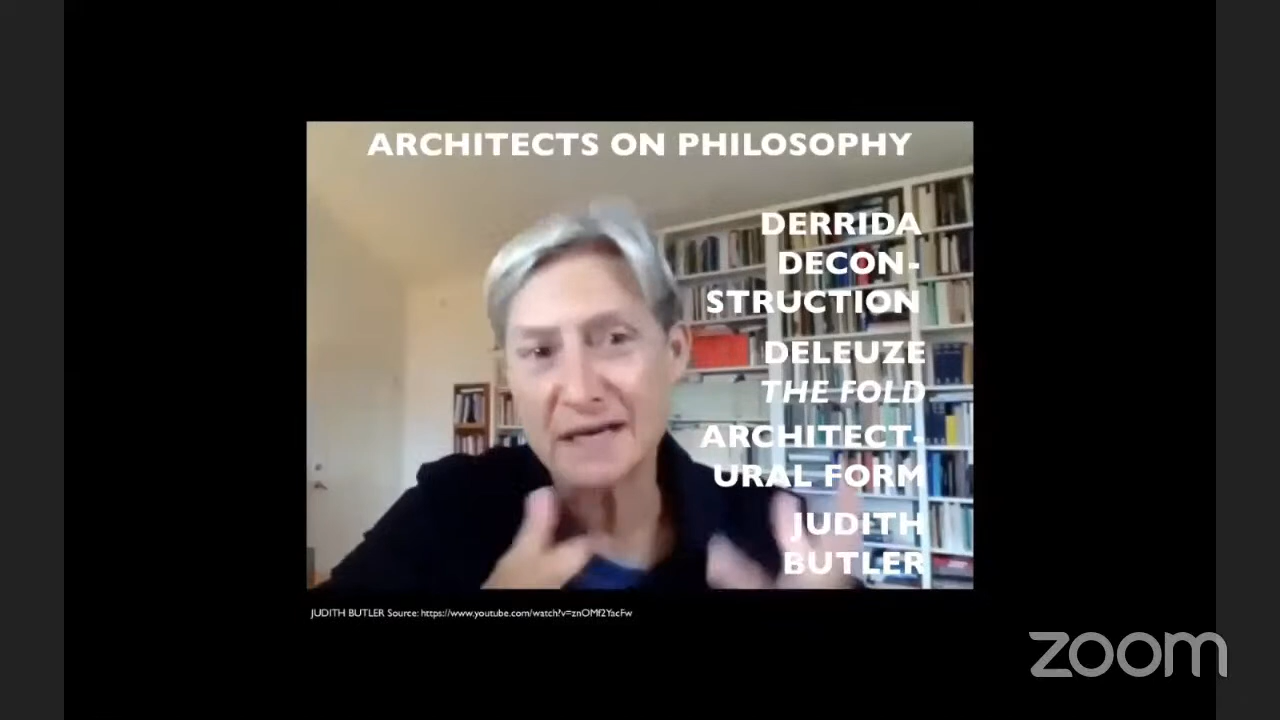 ARCHITECTS ON PHILOSOPHY
DERRIDA
DECON-
STRUCTION
DELEUZE
THE FOLD
ARCHITECT-
URAL FORM
JUDITH
BUTLER
JUDITH BUTLER Source: https://www.youtube.com/watch?v=znOMf2YacFw
zoom